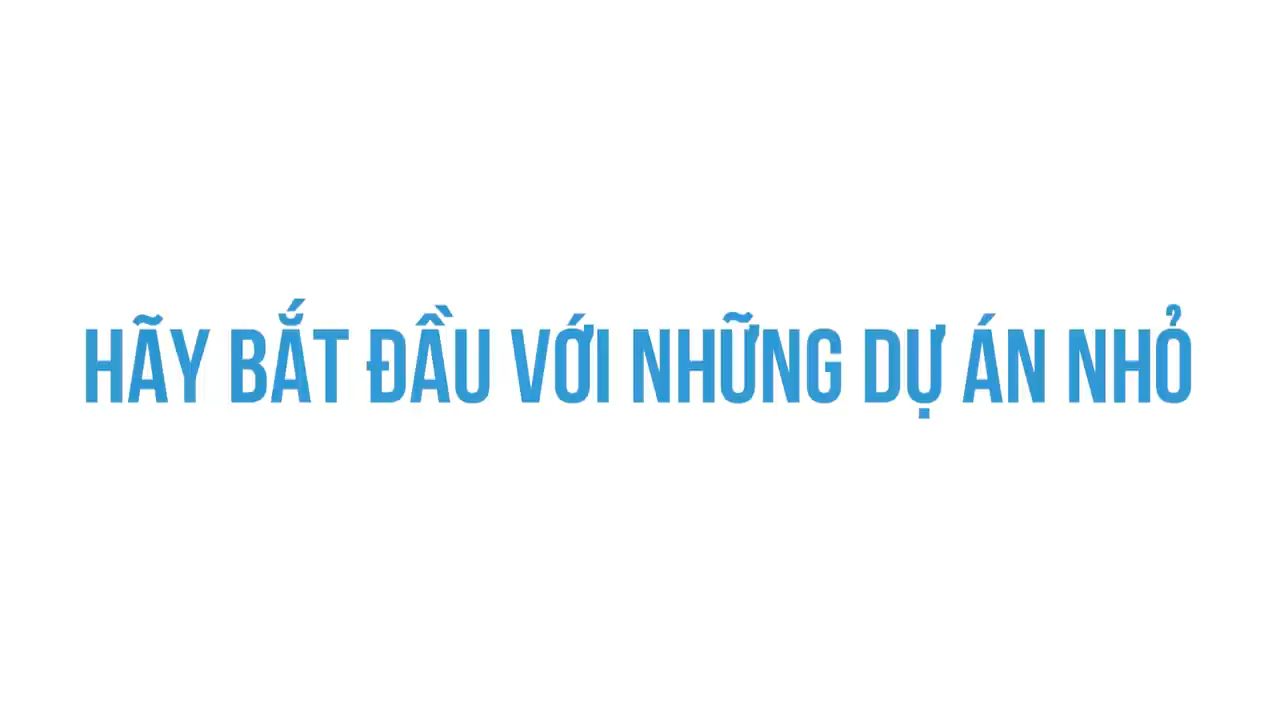 HÃY BẮT ĐẦU VỚI NHỮNG DỰ ÁN NHỎ